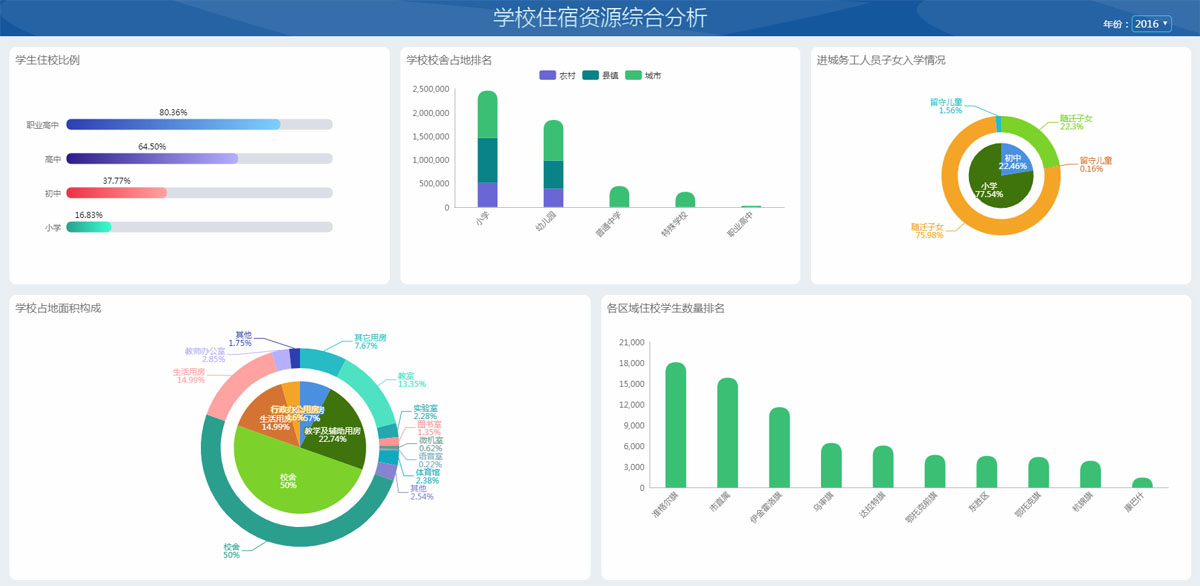 学校住宿资源综合分析
年份：
2016
学生住校比例
80.36%
职业高中
64.50%
高中
37.77%
初中
16.83%
小学
学校校舍占地排名
农村
县镇
城市
2,500,000
2,000,000
1,500,000
1,000,000
500,000
0
小学
幼儿园
普通中学
特殊学校
职业高中
进城务工人员子女入学情况
留守儿童
1.56%
随迁子女
22.3%
初中
22.46%
留守儿童
0.16%
小学
77.54%
随迁子女
75.98%
学校占地面积构成
其他
1.75%
其它用房
7.67%
教师办公室
2.85%
生活用房
14.99%
教室
13.35%
实验室
2.28%
图书室
1.35%
微机室
0.62%
语音室
0.22%
体育馆
2.38%
其他
2.54%
行政办公用房
生活用房
14.99%
教学及辅助用房
22.74%
校舍
50%
校舍
50%
各区域住校学生数量排名
21,000
18,000
15,000
12,000
9,000
6,000
3,000
0
准格尔旗
市直属
伊金霍洛旗
乌审旗
达拉特旗
鄂托克前旗
东胜区
鄂托克旗
杭锦旗
康巴什